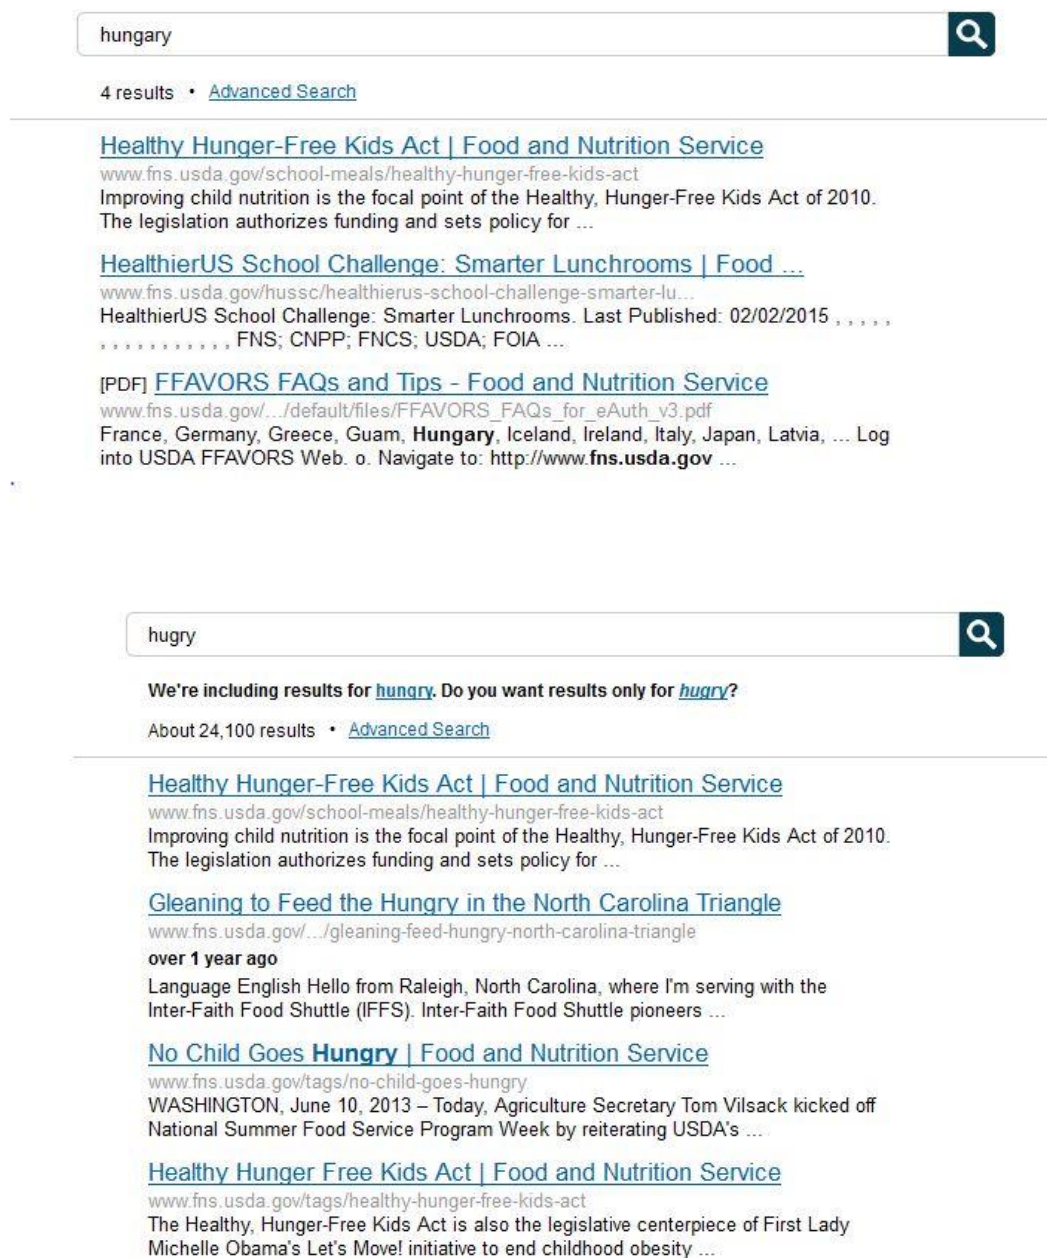 hungary
4 results • Advanced Search
Healthy Hunger-Free Kids Act | Food and Nutrition Service
www.fns.usda.gov/school-meals/healthy-hunger-free-kids-act
Improving child nutrition is the focal point of the Healthy, Hunger-Free Kids Act of 2010.
The legislation authorizes funding and sets policy for ...
HealthierUS School Challenge: Smarter Lunchrooms | Food ...
www.fns.usda.gov/hussc/healthierus-school-challenge-smarter-lu...
HealthierUS School Challenge: Smarter Lunchrooms. Last Published: 02/02/2015 , , , , ,
, , , , , , , , , , , FNS; CNPP; FNCS; USDA; FOIA ...
[PDF] FFAVORS FAQs and Tips - Food and Nutrition Service
www.fns.usda.gov/.../default/files/FFAVORS_FAQs_for_eAuth_v3.pdf
France, Germany, Greece, Guam, Hungary, Iceland, Ireland, Italy, Japan, Latvia, ... Log
into USDA FFAVORS Web. o. Navigate to: http://www.fns.usda.gov ...
hugry
We're including results for hungry. Do you want results only for hugry?
About 24,100 results • Advanced Search
Healthy Hunger-Free Kids Act | Food and Nutrition Service
www.fns.usda.gov/school-meals/healthy-hunger-free-kids-act
Improving child nutrition is the focal point of the Healthy, Hunger-Free Kids Act of 2010.
The legislation authorizes funding and sets policy for ...
Gleaning to Feed the Hungry in the North Carolina Triangle
www.fns.usda.gov/.../gleaning-feed-hungry-north-carolina-triangle
over 1 year ago
Language English Hello from Raleigh, North Carolina, where I'm serving with the
Inter-Faith Food Shuttle (IFFS). Inter-Faith Food Shuttle pioneers ...
No Child Goes Hungry | Food and Nutrition Service
www.fns.usda.gov/tags/no-child-goes-hungry
WASHINGTON, June 10, 2013 – Today, Agriculture Secretary Tom Vilsack kicked off
National Summer Food Service Program Week by reiterating USDA's ...
Healthy Hunger Free Kids Act | Food and Nutrition Service
www.fns.usda.gov/tags/healthy-hunger-free-kids-act
The Healthy, Hunger-Free Kids Act is also the legislative centerpiece of First Lady
Michelle Obama's Let's Move! initiative to end childhood obesity ...